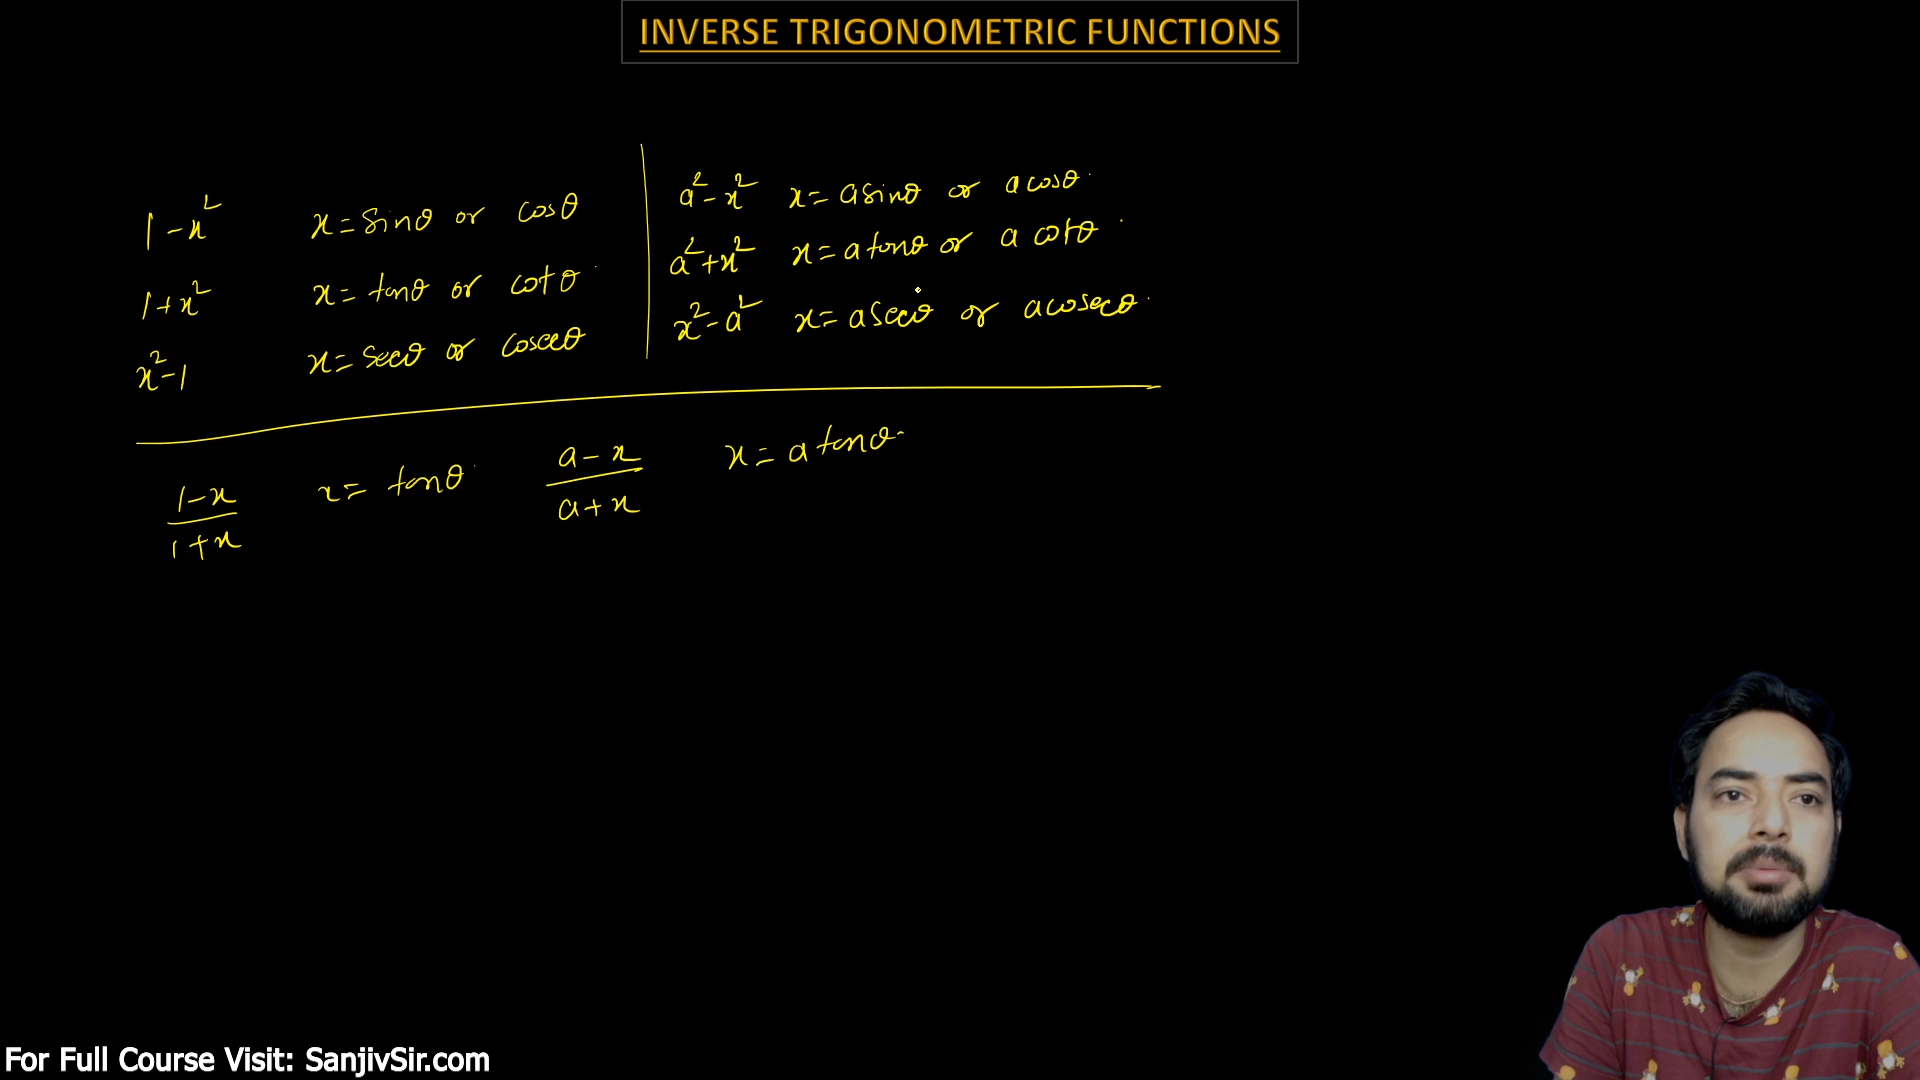 INVERSE TRIGONOMETRIC FUNCTIONS
1-x² x = sinθ or cosθ
1+x² x = tanθ or cotθ
x²-1 x = secθ or cosecθ
a²-x² x = a sinθ or a cosθ
a²+x² x = a tanθ or a cotθ
x²-a² x = a secθ or a cosecθ
(1-x)/(1+x) x = tanθ (a-x)/(a+x) x = a tanθ
For Full Course Visit: SanjivSir.com